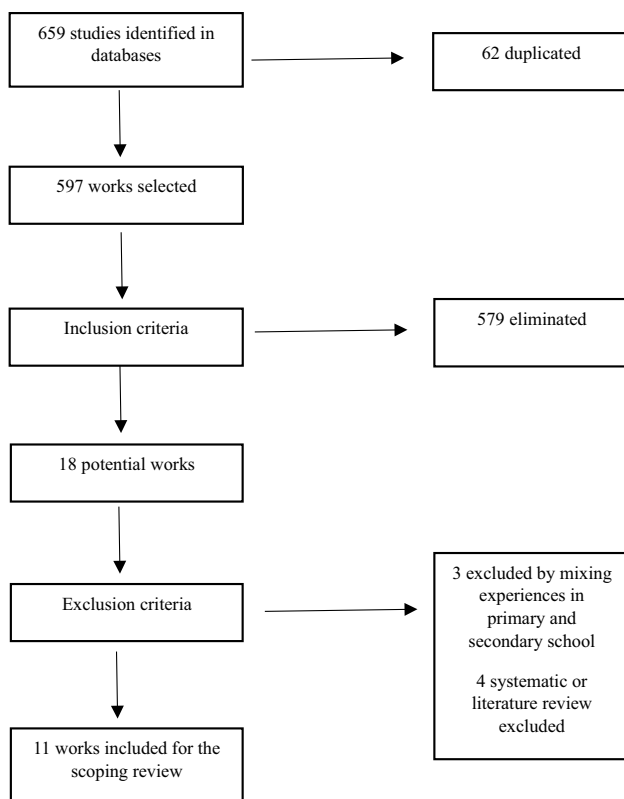 659 studies identified in
databases
62 duplicated
597 works selected
Inclusion criteria
579 eliminated
18 potential works
Exclusion criteria
3 excluded by mixing
experiences in
primary and
secondary school
4 systematic or
literature review
excluded
11 works included for the
scoping review